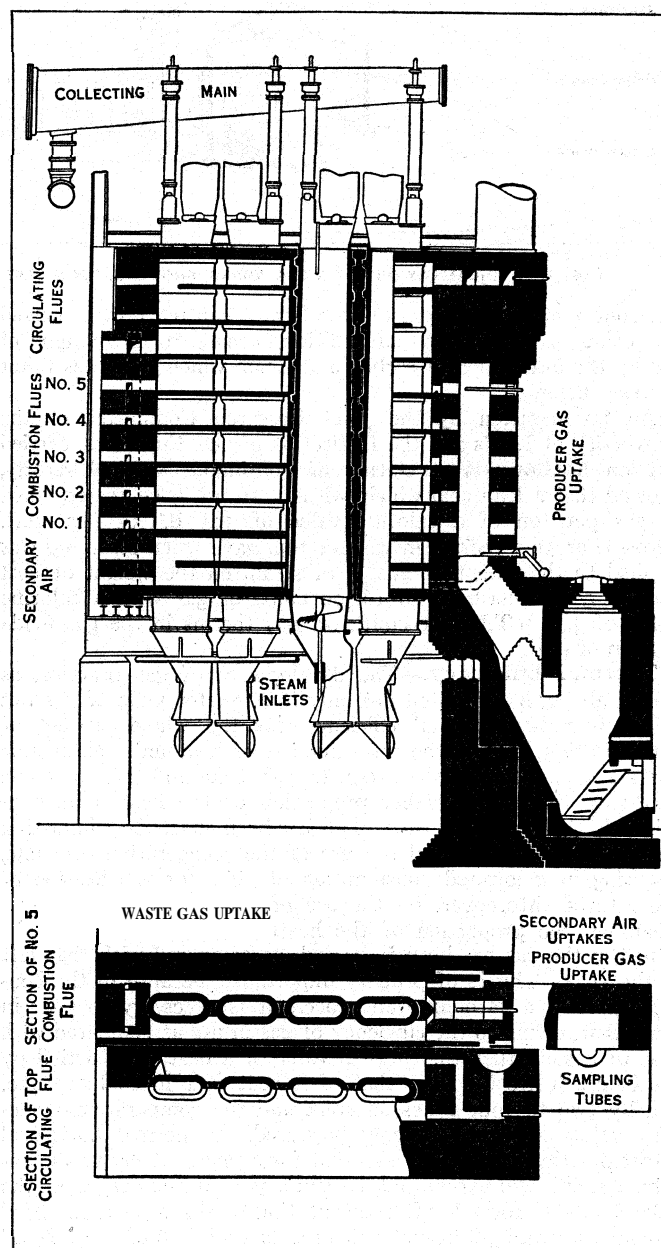 COLLECTING MAIN
CIRCULATING
FLUES
COMBUSTION FLUES
No. 5
No. 4
No. 3
No. 2
No. 1
SECONDARY
AIR
PRODUCER GAS
UPTAKE
STEAM
INLETS
WASTE GAS UPTAKE
SECTION OF NO. 5
COMBUSTION
FLUE
SECTION OF TOP
CIRCULATING FLUE
SECONDARY AIR
UPTAKES
PRODUCER GAS
UPTAKE
SAMPLING
TUBES